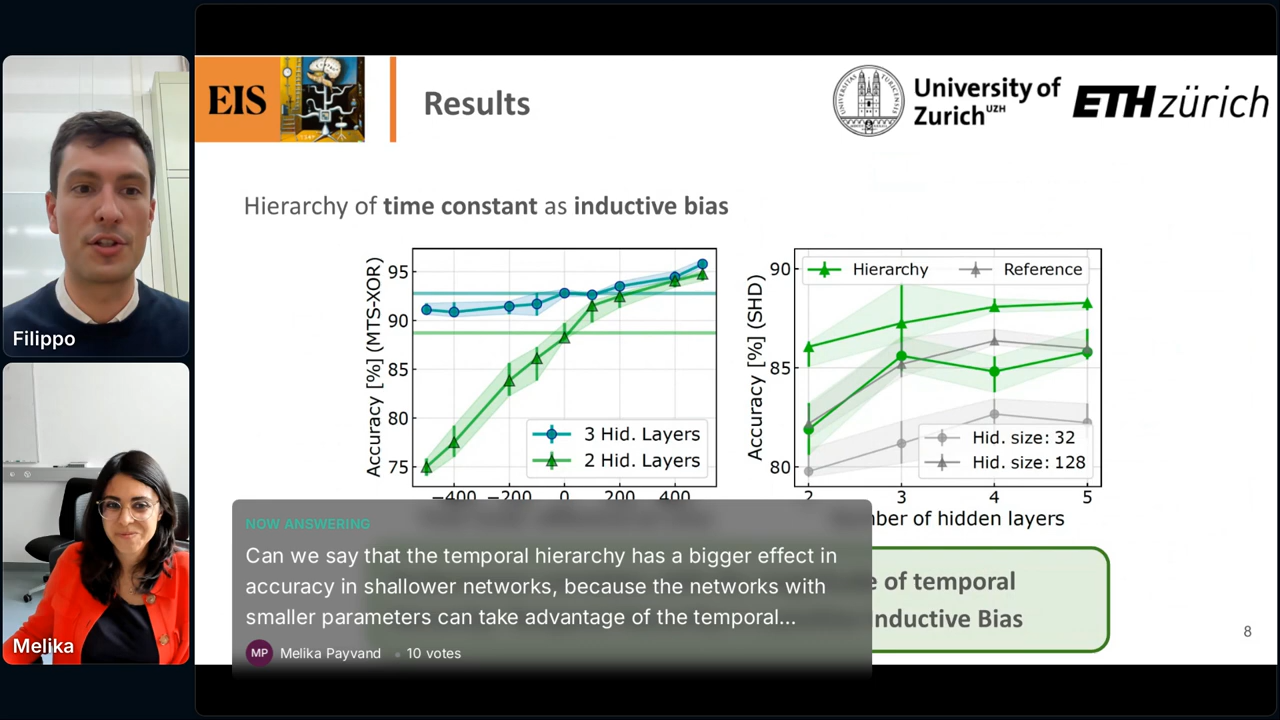 Filippo
Melika
EIS
Results
University of
Zurich UZH
ETH zürich
Hierarchy of time constant as inductive bias
Accuracy [%] (MTS-XOR)
95
90
85
80
75
3 Hid. Layers
2 Hid. Layers
−400 −200 0 200 400
Accuracy [%] (SHD)
90
85
80
Hierarchy
Reference
Hid. size: 32
Hid. size: 128
2 3 4 5
ber of hidden layers
e of temporal
nductive Bias
8
NOW ANSWERING
Can we say that the temporal hierarchy has a bigger effect in
accuracy in shallower networks, because the networks with
smaller parameters can take advantage of the temporal...
MP
Melika Payvand • 10 votes